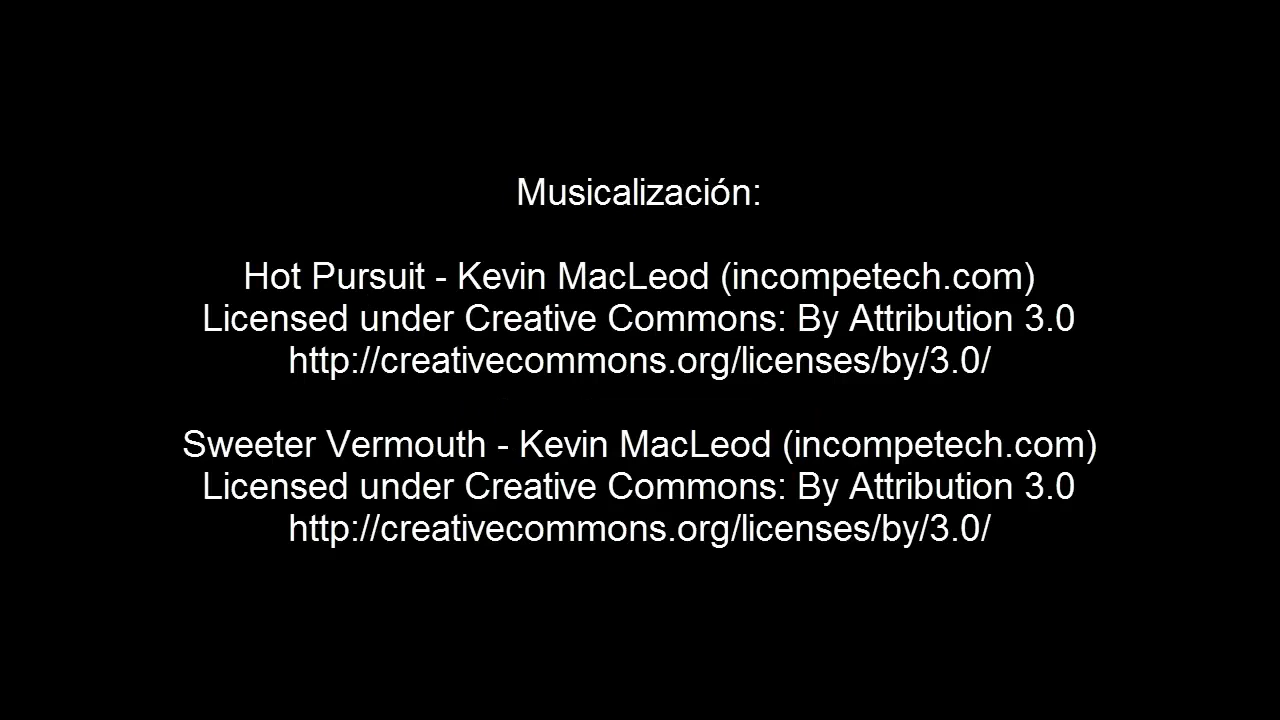 Musicalización:
Hot Pursuit - Kevin MacLeod (incompetech.com)
Licensed under Creative Commons: By Attribution 3.0
http://creativecommons.org/licenses/by/3.0/
Sweeter Vermouth - Kevin MacLeod (incompetech.com)
Licensed under Creative Commons: By Attribution 3.0
http://creativecommons.org/licenses/by/3.0/